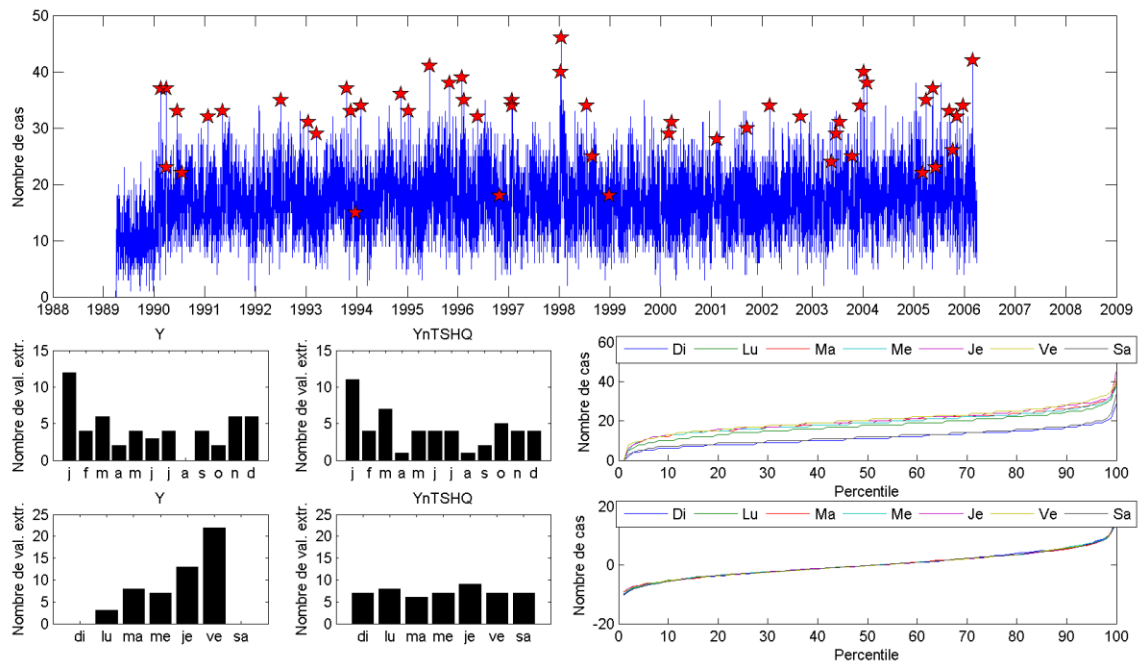 50
40
30
20
10
0
Nombre de cas
1988 1989 1990 1991 1992 1993 1994 1995 1996 1997 1998 1999 2000 2001 2002 2003 2004 2005 2006 2007 2008 2009
Y
15
10
5
0
Nombre de val. extr.
j f m a m j j a s o n d
YnTSHQ
15
10
5
0
Nombre de val. extr.
j f m a m j j a s o n d
60
40
20
0
Nombre de cas
Di Lu Ma Me Je Ve Sa
0 10 20 30 40 50 60 70 80 90 100
Percentile
Y
25
20
15
10
5
0
Nombre de val. extr.
di lu ma me je ve sa
YnTSHQ
25
20
15
10
5
0
Nombre de val. extr.
di lu ma me je ve sa
20
0
-20
Nombre de cas
Di Lu Ma Me Je Ve Sa
0 10 20 30 40 50 60 70 80 90 100
Percentile